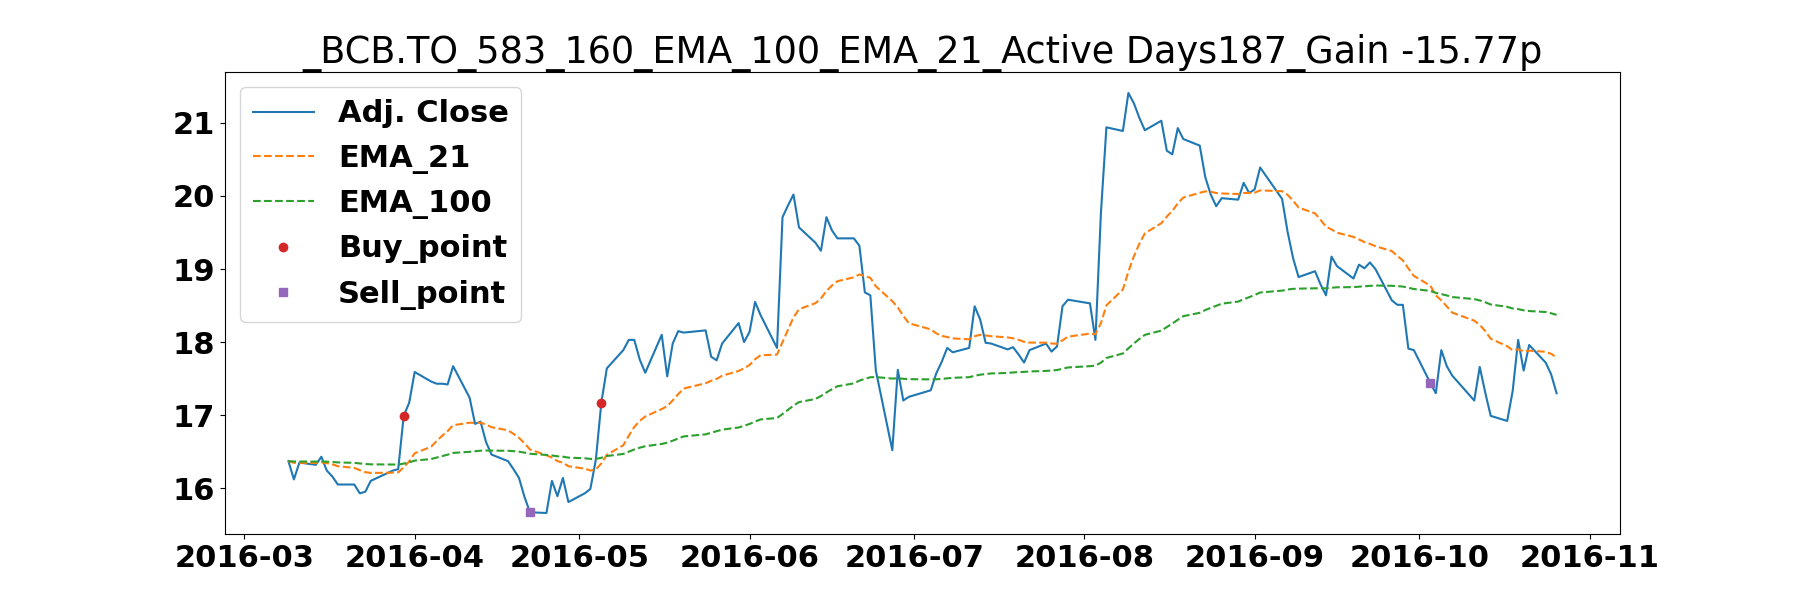 _BCB.TO_583_160_EMA_100_EMA_21_Active Days187_Gain -15.77p
Adj. Close
EMA_21
EMA_100
Buy_point
Sell_point
21
20
19
18
17
16
2016-03 2016-04 2016-05 2016-06 2016-07 2016-08 2016-09 2016-10 2016-11